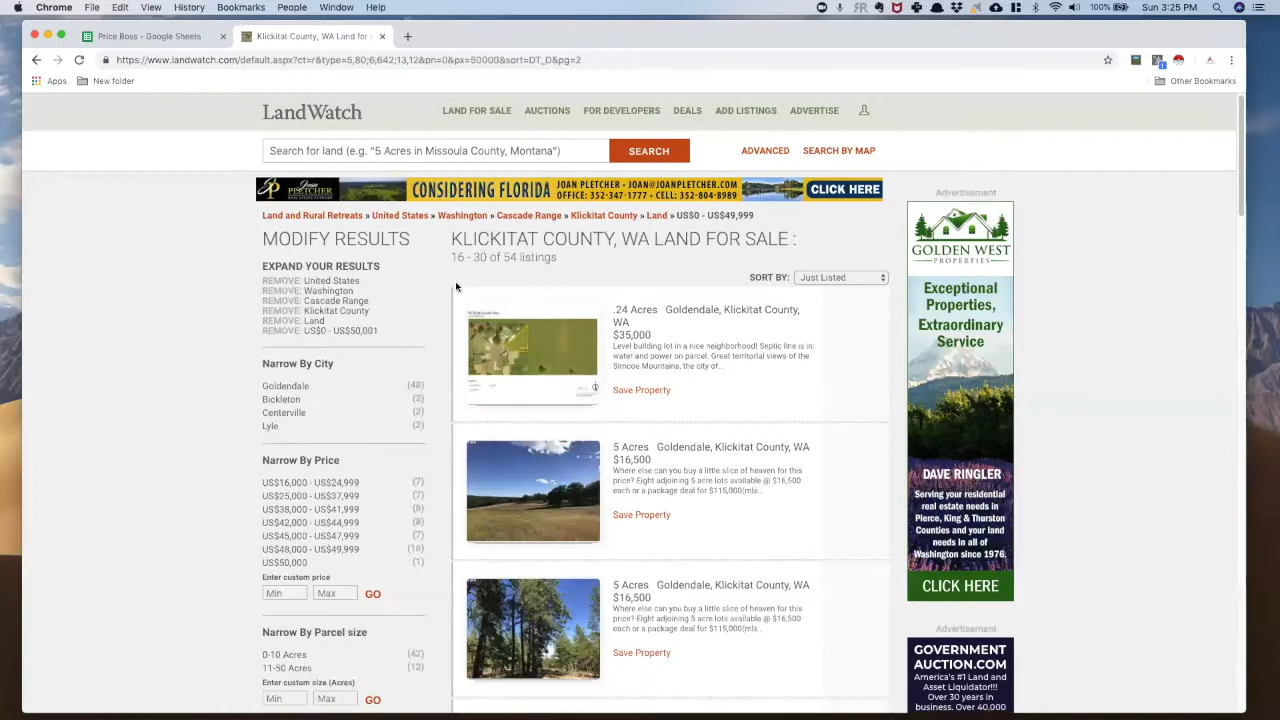 Chrome File Edit View History Bookmarks People Window Help
100% Sun 3:25 PM
Price Boss - Google Sheets
Klickitat County, WA Land for
https://www.landwatch.com/default.aspx?ct=r&type=5,80;6,642;13,12&pn=0&px=50000&sort=DT_D&pg=2
Apps New folder Other Bookmarks
LandWatch
LAND FOR SALE AUCTIONS FOR DEVELOPERS DEALS ADD LISTINGS ADVERTISE
Search for land (e.g. "5 Acres in Missoula County, Montana")
SEARCH
ADVANCED SEARCH BY MAP
JOAN PLETCHER
CONSIDERING FLORIDA
JOAN PLETCHER • JOAN@JOANPLETCHER.COM
OFFICE: 352-347-1777 • CELL: 352-804-8989
CLICK HERE
Land and Rural Retreats » United States » Washington » Cascade Range » Klickitat County » Land » US$0 - US$49,999
MODIFY RESULTS
EXPAND YOUR RESULTS
REMOVE: United States
REMOVE: Washington
REMOVE: Cascade Range
REMOVE: Klickitat County
REMOVE: Land
REMOVE: US$0 - US$50,001
Narrow By City
Goldendale (48)
Bickleton (2)
Centerville (2)
Lyle (2)
Narrow By Price
US$16,000 - US$24,999 (7)
US$25,000 - US$37,999 (7)
US$38,000 - US$41,999 (8)
US$42,000 - US$44,999 (8)
US$45,000 - US$47,999 (7)
US$48,000 - US$49,999 (16)
US$50,000 (1)
Enter custom price
Min Max GO
Narrow By Parcel size
0-10 Acres (42)
11-50 Acres (12)
Enter custom size (Acres)
Min Max GO
KLICKITAT COUNTY, WA LAND FOR SALE :
16 - 30 of 54 listings
SORT BY: Just Listed
.24 Acres Goldendale, Klickitat County,
WA
$35,000
Level building lot in a nice neighborhood! Septic line is in:
water and power on parcel. Great territorial views of the
Simcoe Mountains, the city of...
Save Property
5 Acres Goldendale, Klickitat County, WA
$16,500
Where else can you buy a little slice of heaven for this
price? Eight adjoining 5 acre lots available @ $16,500
each or a package deal for $115,000(mls...
Save Property
5 Acres Goldendale, Klickitat County, WA
$16,500
Where else can you buy a little slice of heaven for this
price? Eight adjoining 5 acre lots available @ $16,500
each or a package deal for $115,000(mls...
Save Property
Advertisement
GOLDEN WEST
PROPERTIES
Exceptional
Properties,
Extraordinary
Service
DAVE RINGLER
Serving your residential
real estate needs in
Pierce, King & Thurston
Counties and your land
needs in all of
Washington since 1976.
CLICK HERE
Advertisement
GOVERNMENT
AUCTION.COM
America's #1 Land and
Asset Liquidator!!!
Over 30 years in
business. Over 40,000